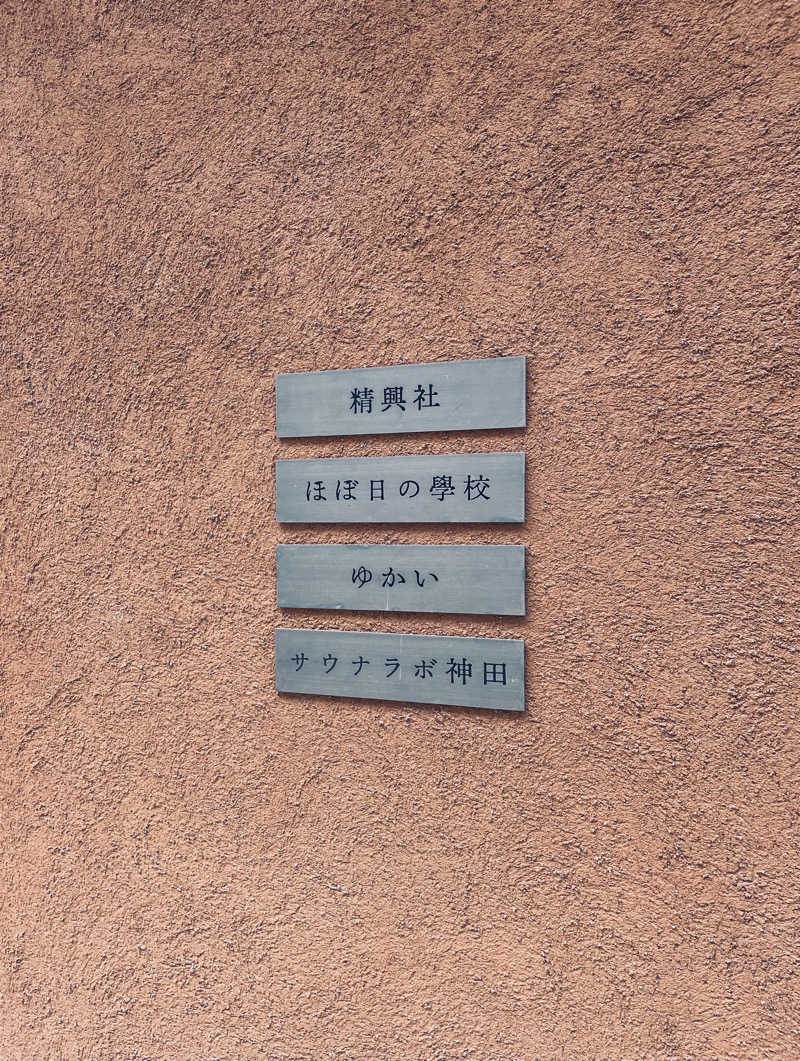 精興社
ほぼ日の學校
ゆかい
サウナラボ神田